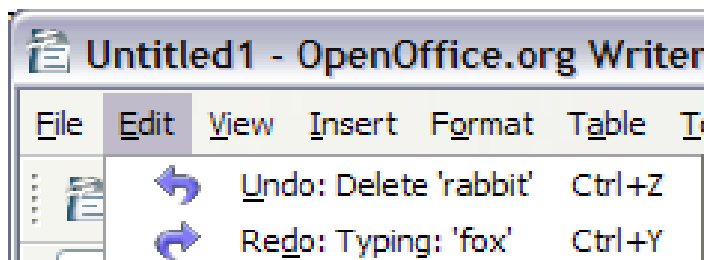 Untitled1 - OpenOffice.org Writer
File Edit View Insert Format Table
Undo: Delete 'rabbit' Ctrl+Z
Redo: Typing: 'fox' Ctrl+Y